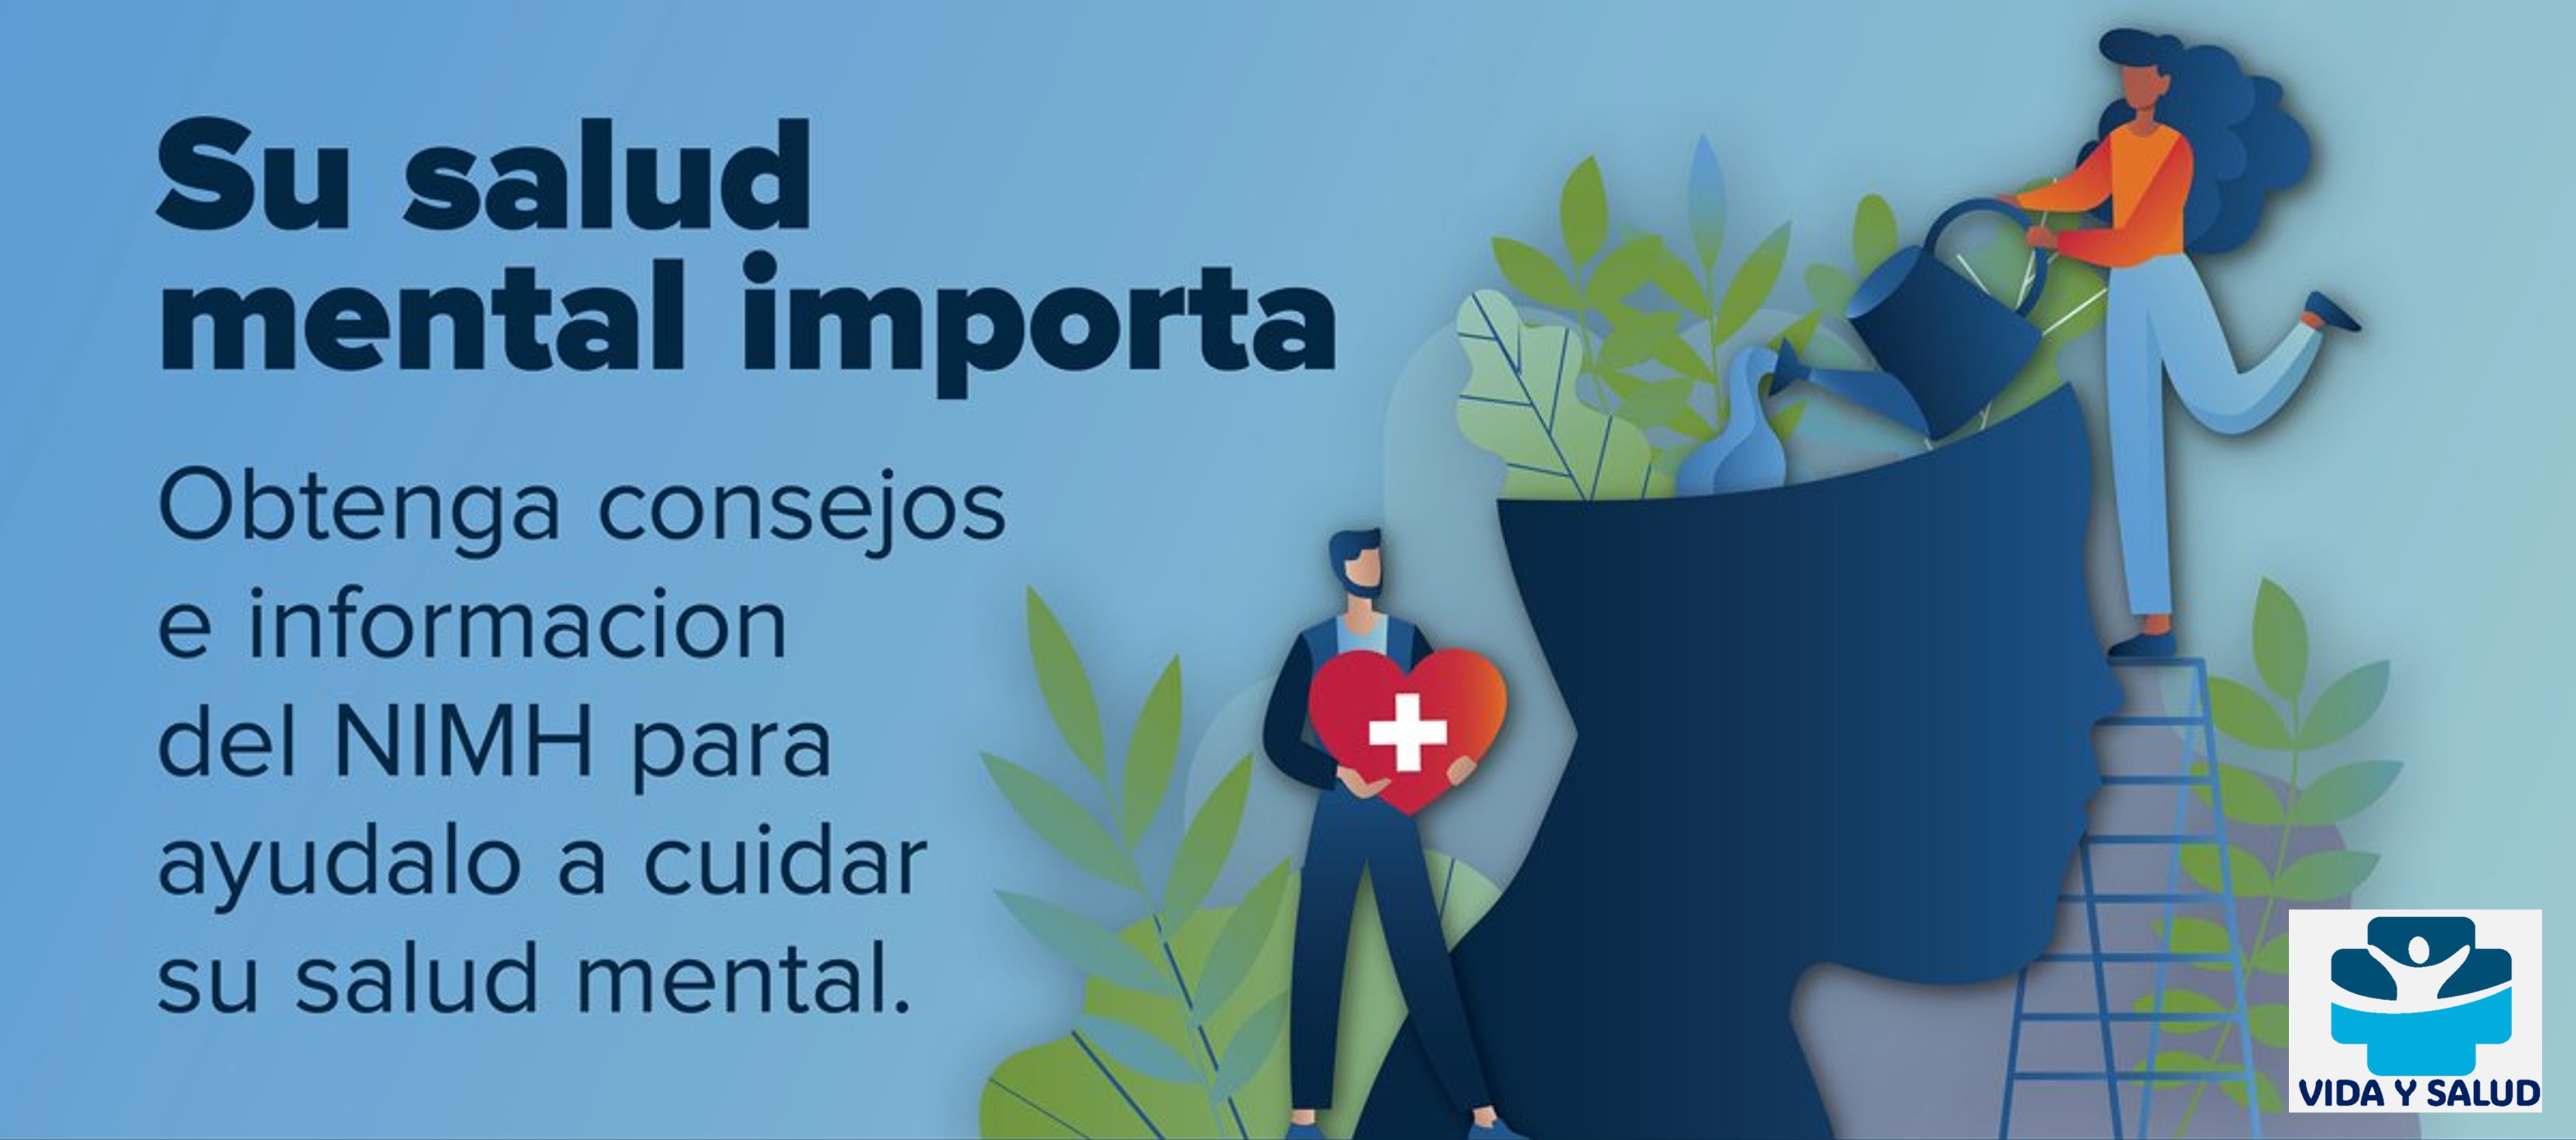 Su salud
mental importa
Obtenga consejos
e informacion
del NIMH para
ayudalo a cuidar
su salud mental.
VIDA Y SALUD